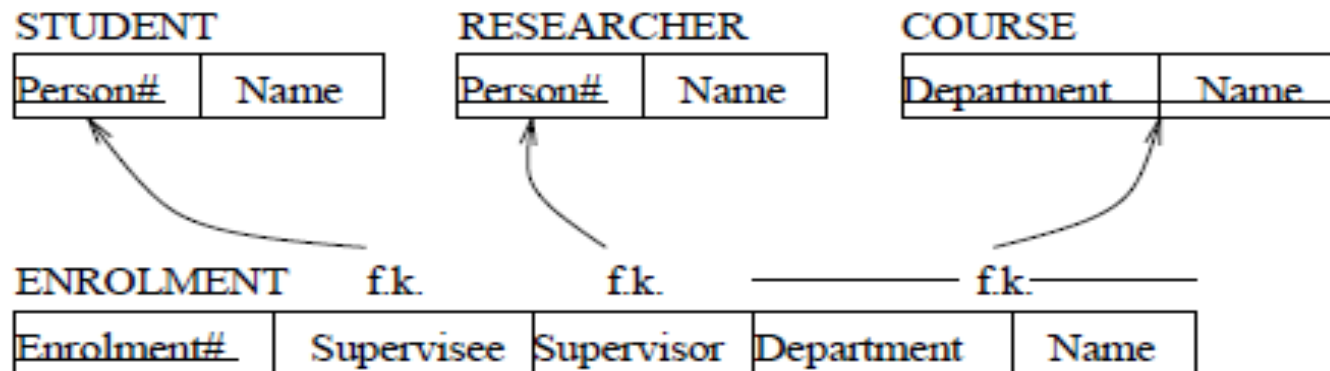 STUDENT RESEARCHER COURSE
Person# Name Person# Name Department Name
ENROLMENT f.k. f.k. f.k.
Enrolment# Supervisee Supervisor Department Name